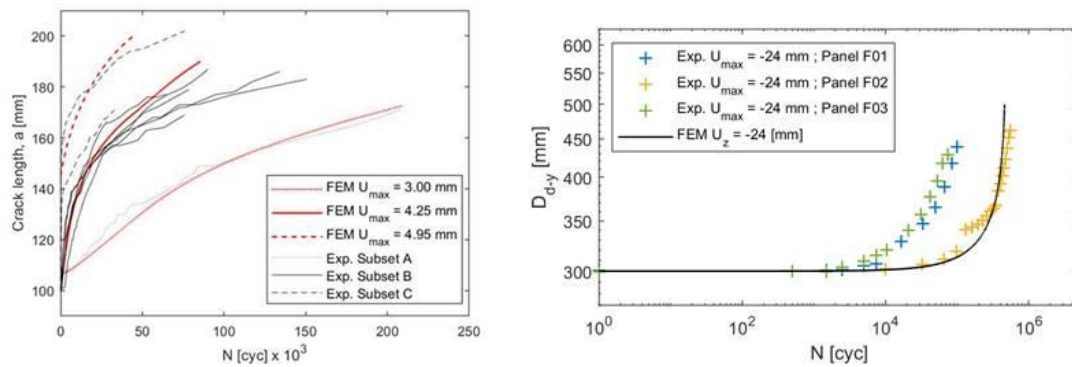 200
180
160
140
120
100
Crack length, a [mm]
FEM U_max = 3.00 mm
FEM U_max = 4.25 mm
FEM U_max = 4.95 mm
Exp. Subset A
Exp. Subset B
Exp. Subset C
0 50 100 150 200 250
N [cyc] x 10^3
600
550
500
450
400
350
300
D_d-y [mm]
Exp. U_max = -24 mm ; Panel F01
Exp. U_max = -24 mm ; Panel F02
Exp. U_max = -24 mm ; Panel F03
FEM U_z = -24 [mm]
10^0 10^2 10^4 10^6
N [cyc]